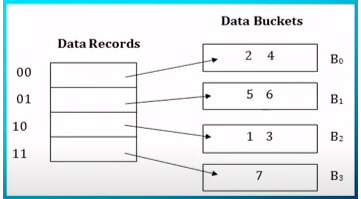 Data Buckets
Data Records
00
01
10
11
2 4
B0
5 6
B1
1 3
B2
7
B3